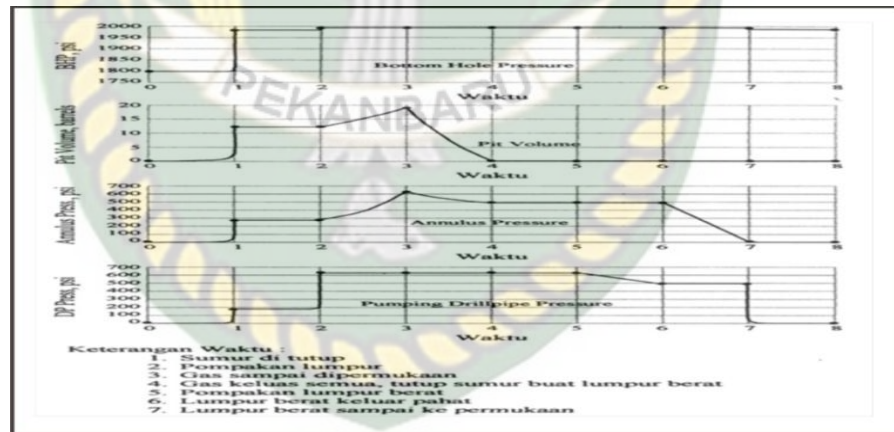 2000
1950
1900
1850
1800
1750
BHP, psi
Bottom Hole Pressure
0 1 2 3 4 5 6 7 8
Waktu
PEKANBARU
20
15
10
5
0
Pit Volume, barrels
Pit Volume
0 1 2 3 4 5 6 7 8
Waktu
700
600
500
400
300
200
100
0
Annulus Press, psi
Annulus Pressure
0 1 2 3 4 5 6 7 8
Waktu
700
600
500
400
300
200
100
0
DP Press, psi
Pumping Drillpipe Pressure
0 1 2 3 4 5 6 7 8
Waktu
Keterangan Waktu :
1. Sumur di tutup
2. Pompakan lumpur
3. Gas sampai dipermukaan
4. Gas keluas semua, tutup sumur buat lumpur berat
5. Pompakan lumpur berat
6. Lumpur berat keluar pahat
7. Lumpur berat sampai ke permukaan